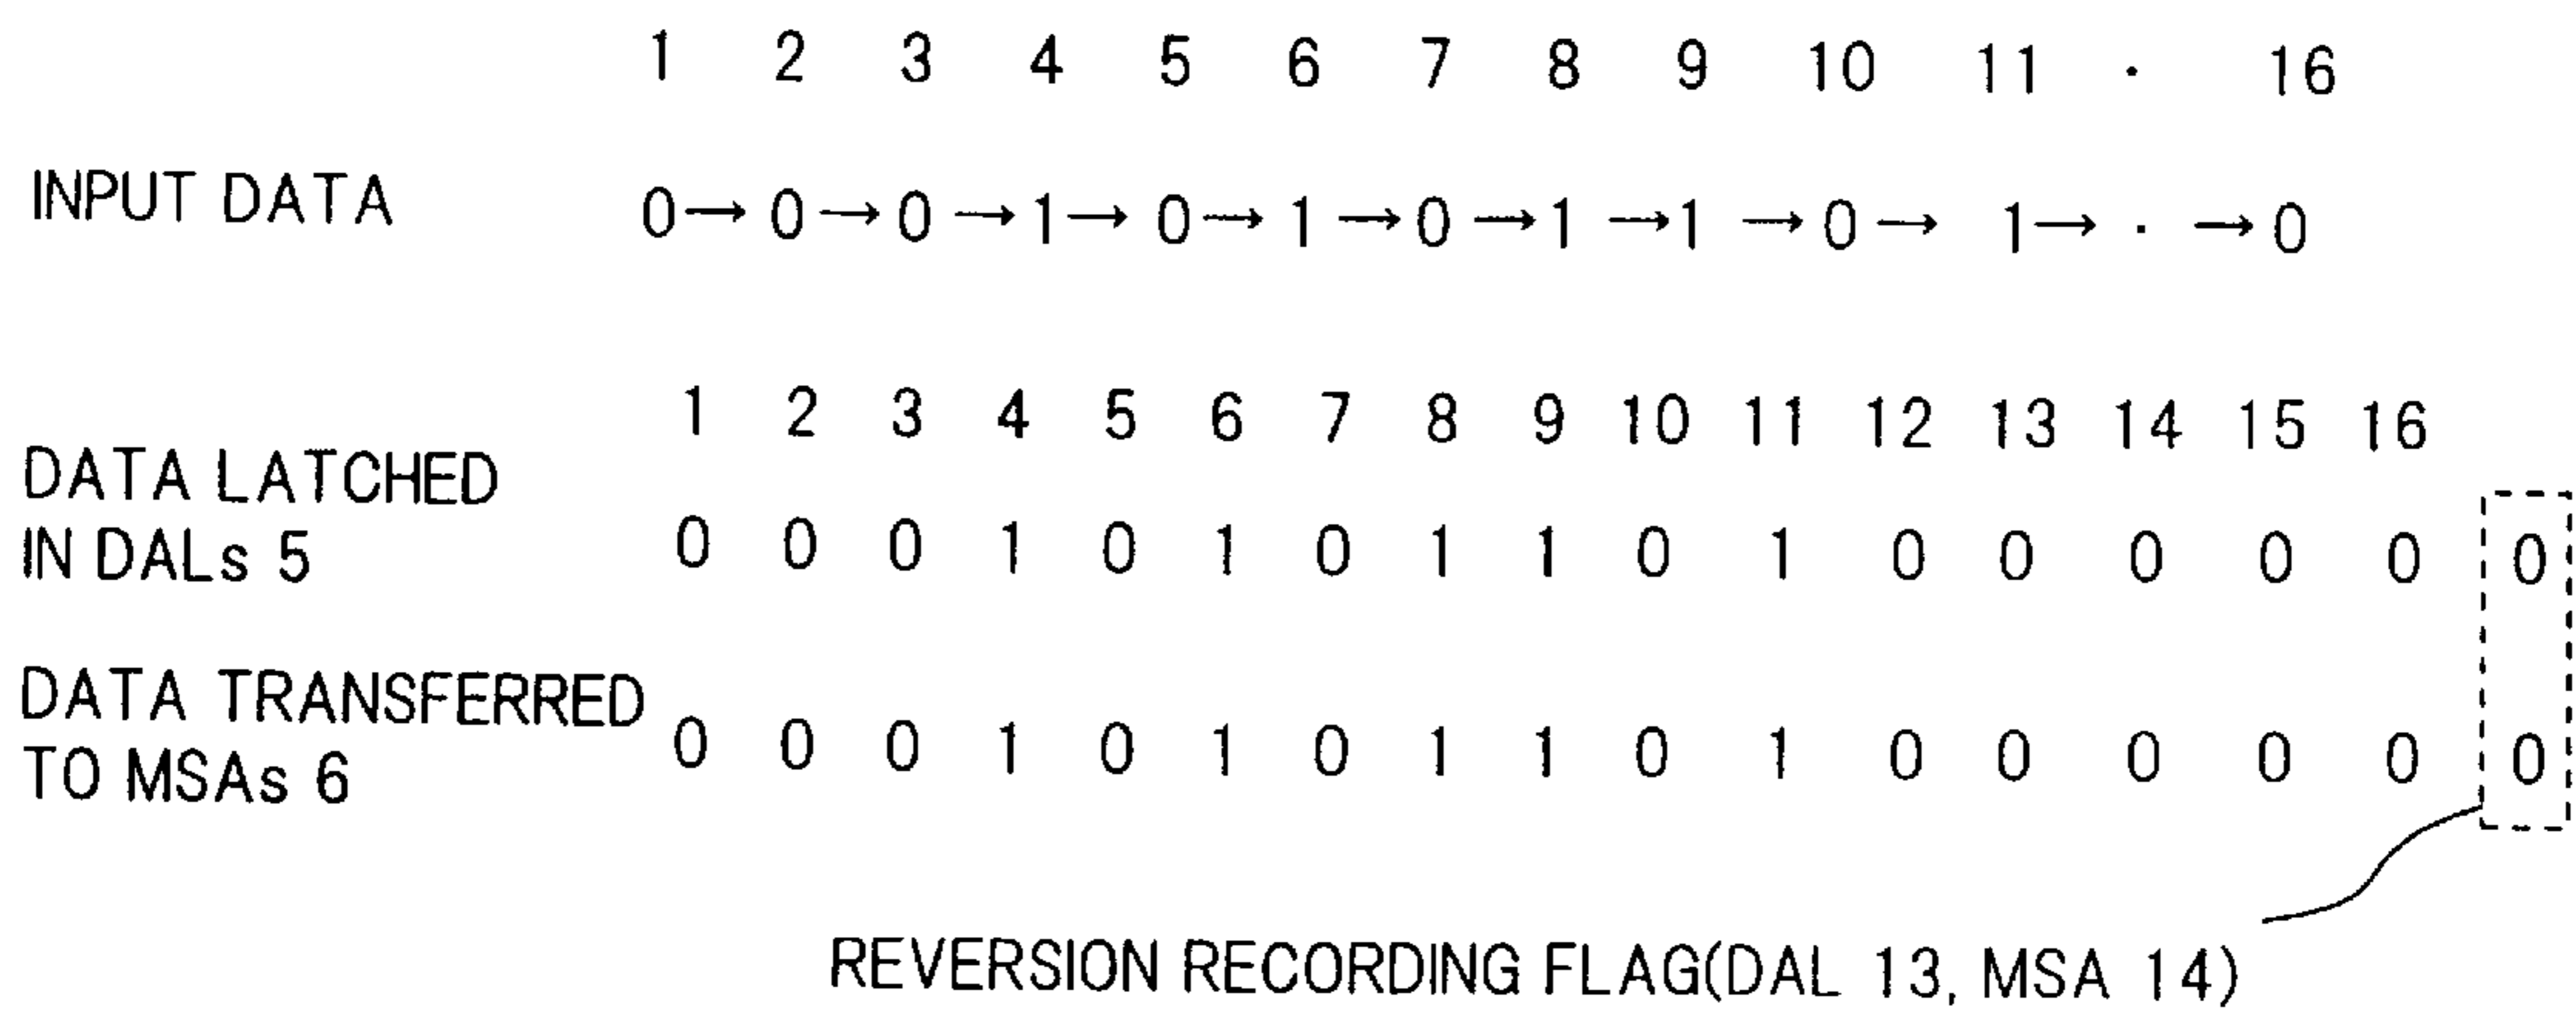 1 2 3 4 5 6 7 8 9 10 11 · 16
INPUT DATA 0→ 0→0 →1→ 0→ 1 →0→1 →1 →0→ 1→ · →0
1 2 3 4 5 6 7 8 9 10 11 12 13 14 15 16
DATA LATCHED
IN DALs 5 0 0 0 1 0 1 0 1 1 0 1 0 0 0 0 0 0
DATA TRANSFERRED
TO MSAs 6 0 0 0 1 0 1 0 1 1 0 1 0 0 0 0 0 0
REVERSION RECORDING FLAG(DAL 13, MSA 14)